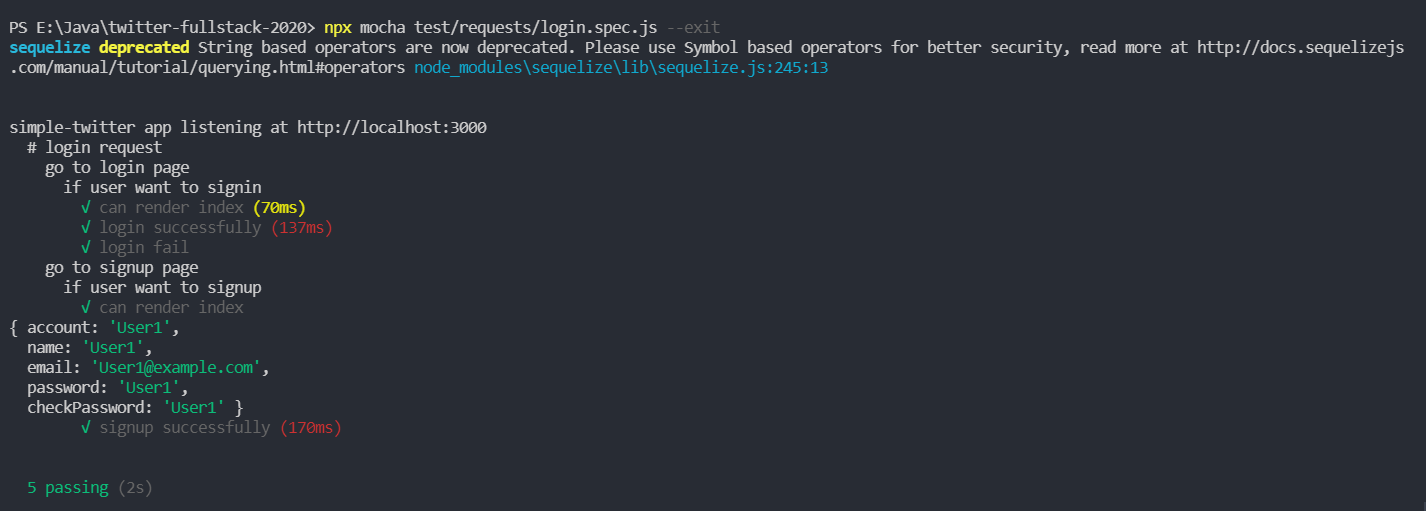 PS E:\Java\twitter-fullstack-2020> npx mocha test/requests/login.spec.js --exit
sequelize deprecated String based operators are now deprecated. Please use Symbol based operators for better security, read more at http://docs.sequelizejs
.com/manual/tutorial/querying.html#operators node_modules\sequelize\lib\sequelize.js:245:13
simple-twitter app listening at http://localhost:3000
# login request
go to login page
if user want to signin
√ can render index (70ms)
√ login successfully (137ms)
√ login fail
go to signup page
if user want to signup
√ can render index
{ account: 'User1',
name: 'User1',
email: 'User1@example.com',
password: 'User1',
checkPassword: 'User1' }
√ signup successfully (170ms)
5 passing (2s)